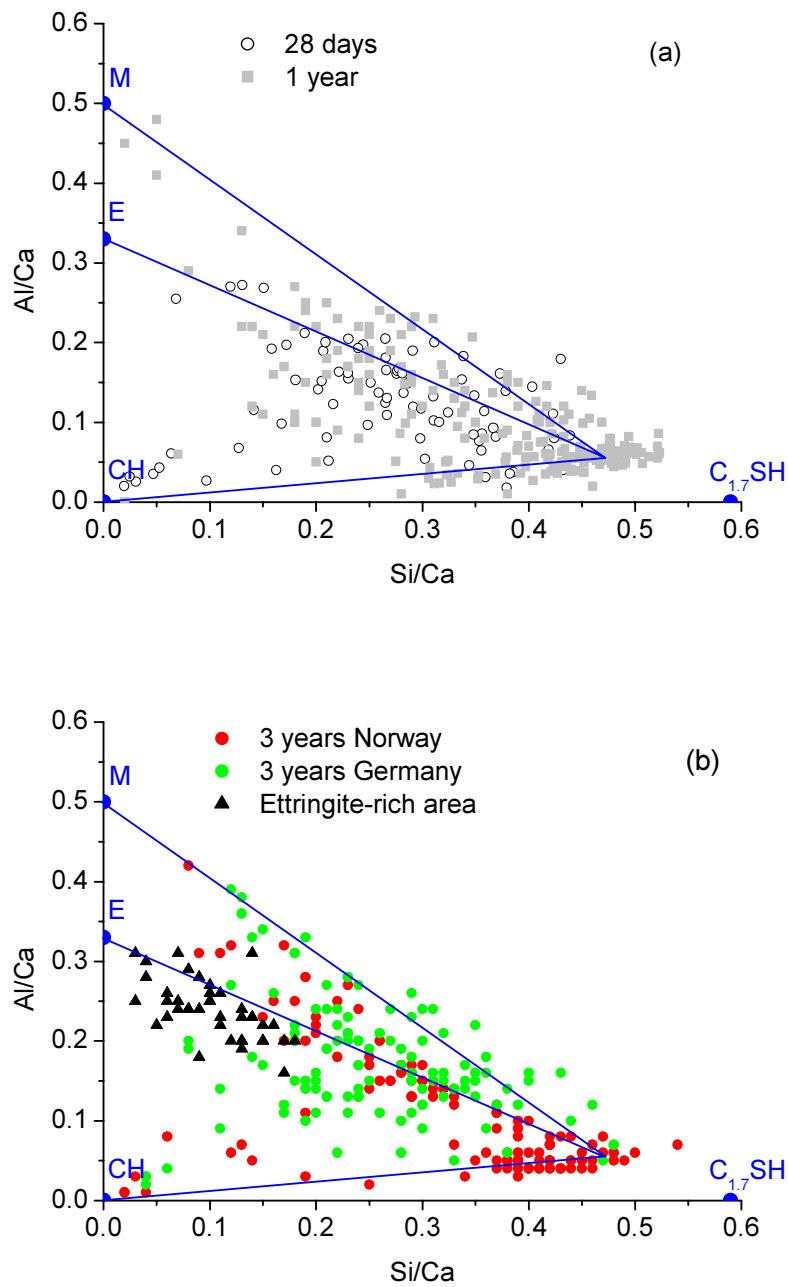 0.6
28 days
(a)
1 year
M
0.5
0.4
E
0.3
Al/Ca
0.2
0.1
CH
C1.7SH
0.0
0.0 0.1 0.2 0.3 0.4 0.5 0.6
Si/Ca
0.6
3 years Norway
(b)
3 years Germany
M
Ettringite-rich area
0.5
0.4
E
0.3
Al/Ca
0.2
0.1
CH
C1.7SH
0.0
0.0 0.1 0.2 0.3 0.4 0.5 0.6
Si/Ca